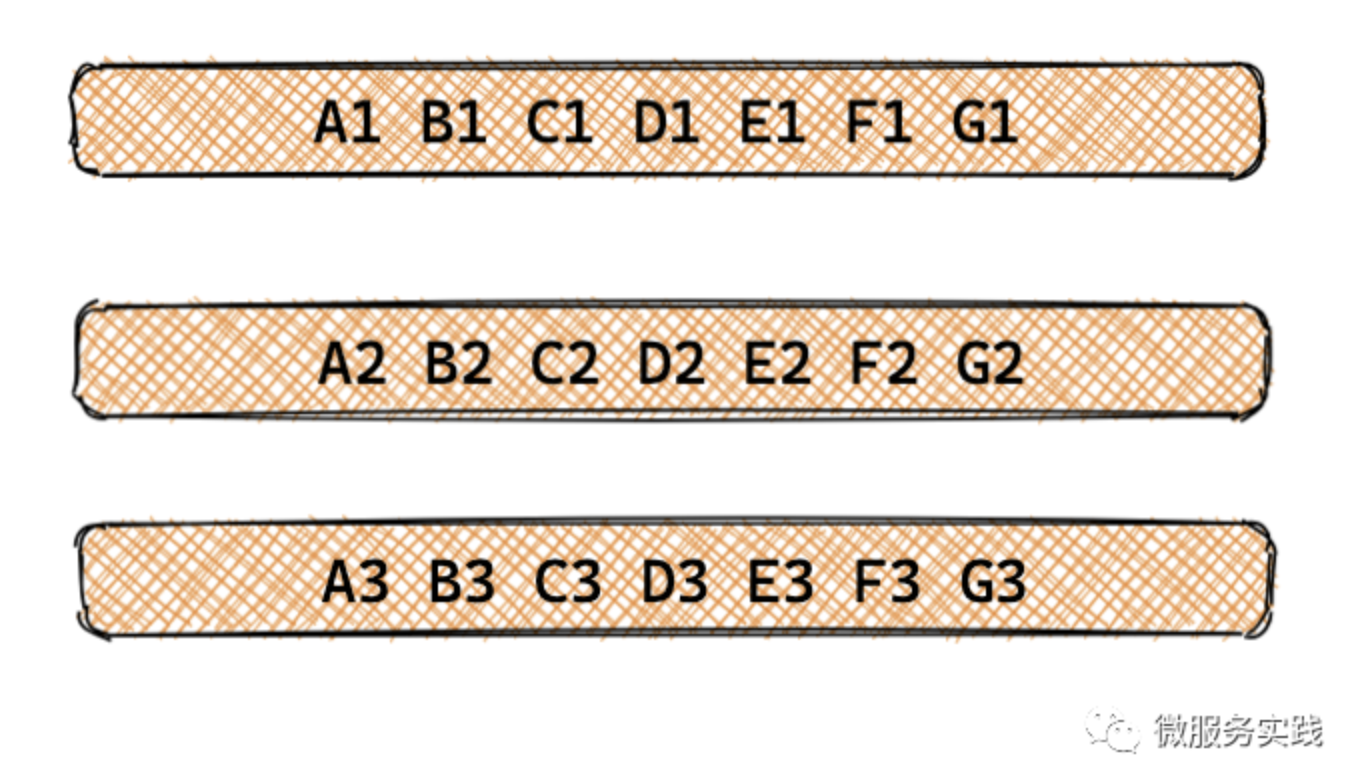 A1 B1 C1 D1 E1 F1 G1
A2 B2 C2 D2 E2 F2 G2
A3 B3 C3 D3 E3 F3 G3
微服务实践